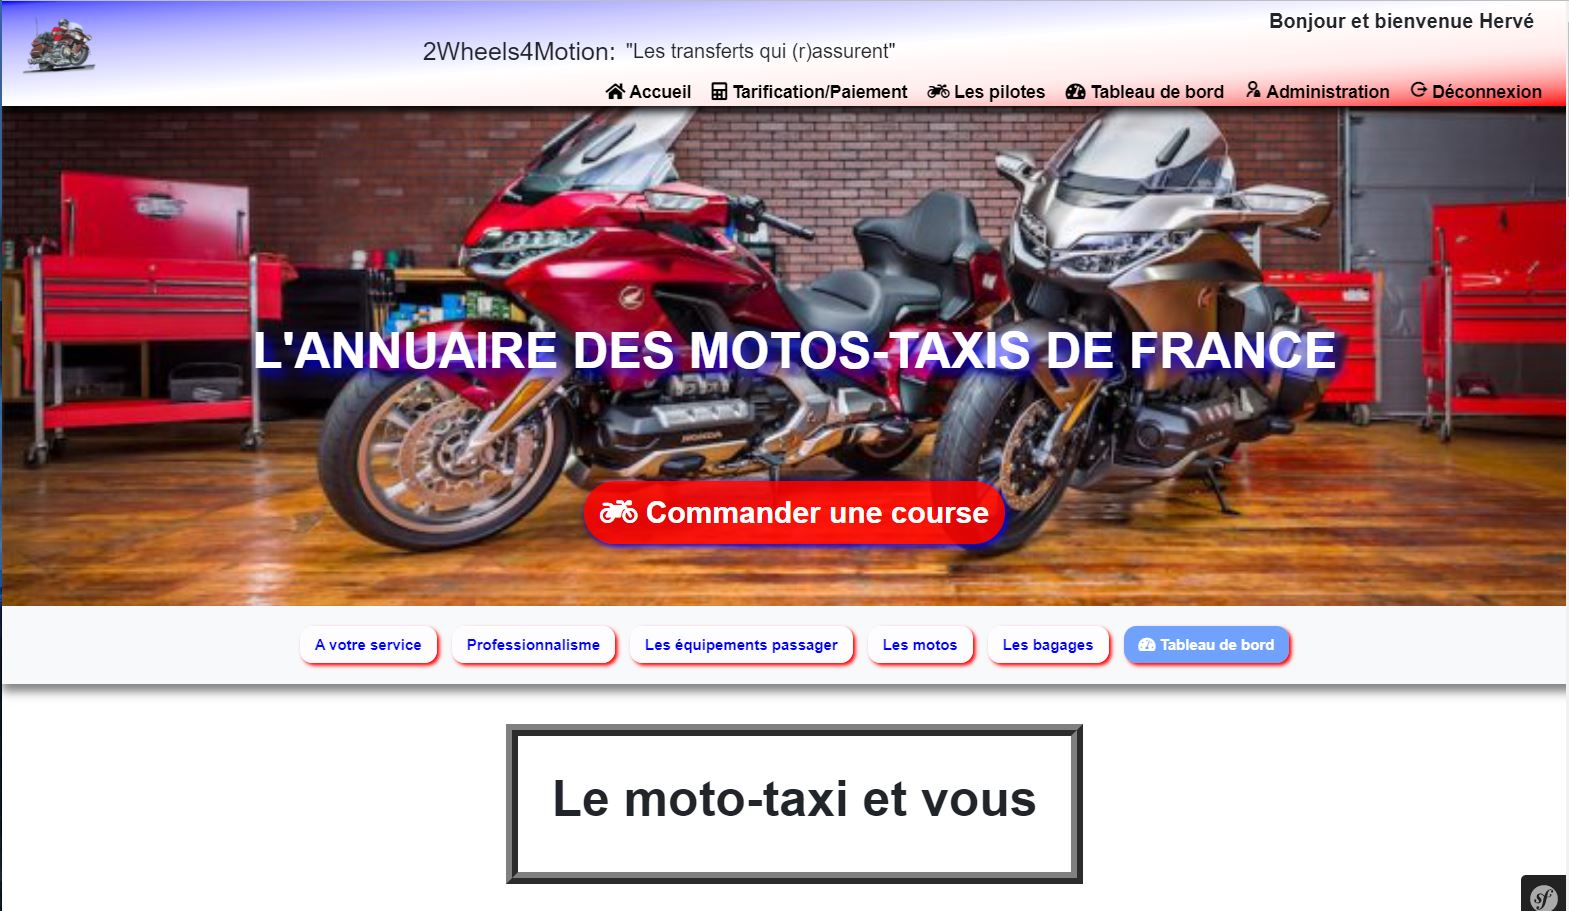 Bonjour et bienvenue Hervé
2Wheels4Motion: "Les transferts qui (r)assurent"
Accueil Tarification/Paiement Les pilotes Tableau de bord Administration Déconnexion
L'ANNUAIRE DES MOTOS-TAXIS DE FRANCE
HONDA
Commander une course
A votre service Professionnalisme Les équipements passager Les motos Les bagages Tableau de bord
Le moto-taxi et vous
sf